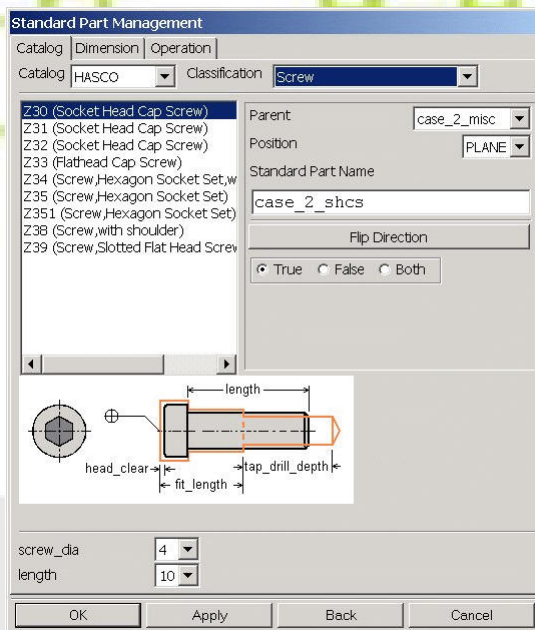 Standard Part Management
Catalog Dimension Operation
Catalog HASCO Classification Screw
Z30 (Socket Head Cap Screw)
Z31 (Socket Head Cap Screw)
Z32 (Socket Head Cap Screw)
Z33 (Flathead Cap Screw)
Z34 (Screw,Hexagon Socket Set,w
Z35 (Screw,Hexagon Socket Set)
Z351 (Screw,Hexagon Socket Set)
Z38 (Screw,with shoulder)
Z39 (Screw,Slotted Flat Head Screw
Parent case_2_misc
Position PLANE
Standard Part Name
case_2_shcs
Flip Direction
True False Both
length
head_clear
tap_drill_depth
fit_length
screw_dia 4
length 10
OK Apply Back Cancel